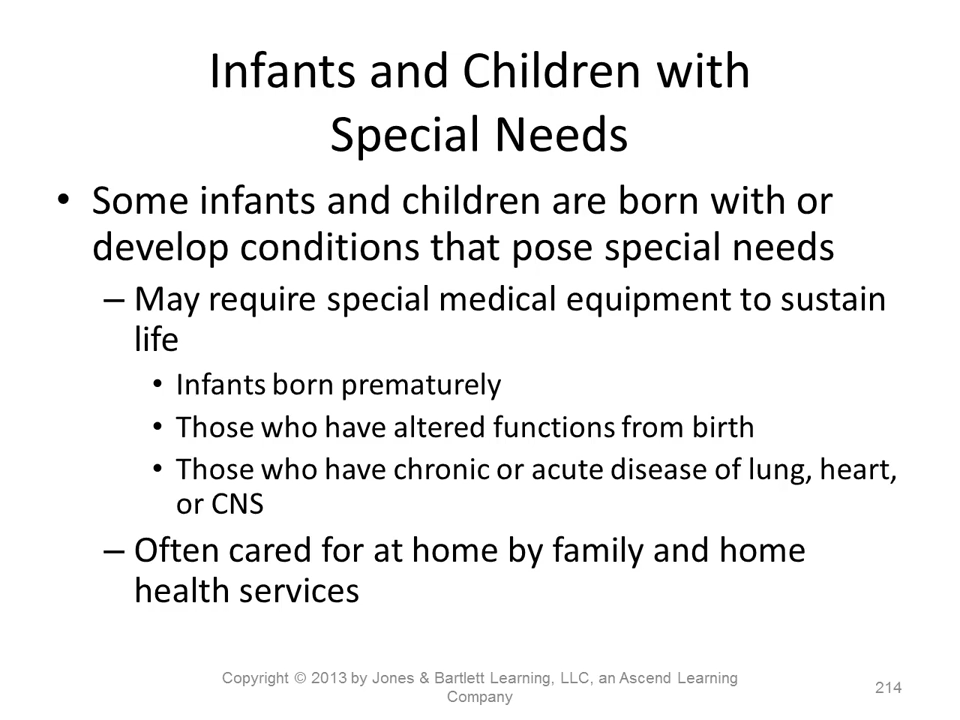 Infants and Children with
Special Needs
• Some infants and children are born with or
develop conditions that pose special needs
– May require special medical equipment to sustain
life
• Infants born prematurely
• Those who have altered functions from birth
• Those who have chronic or acute disease of lung, heart,
or CNS
– Often cared for at home by family and home
health services
Copyright © 2013 by Jones & Bartlett Learning, LLC, an Ascend Learning
Company
214